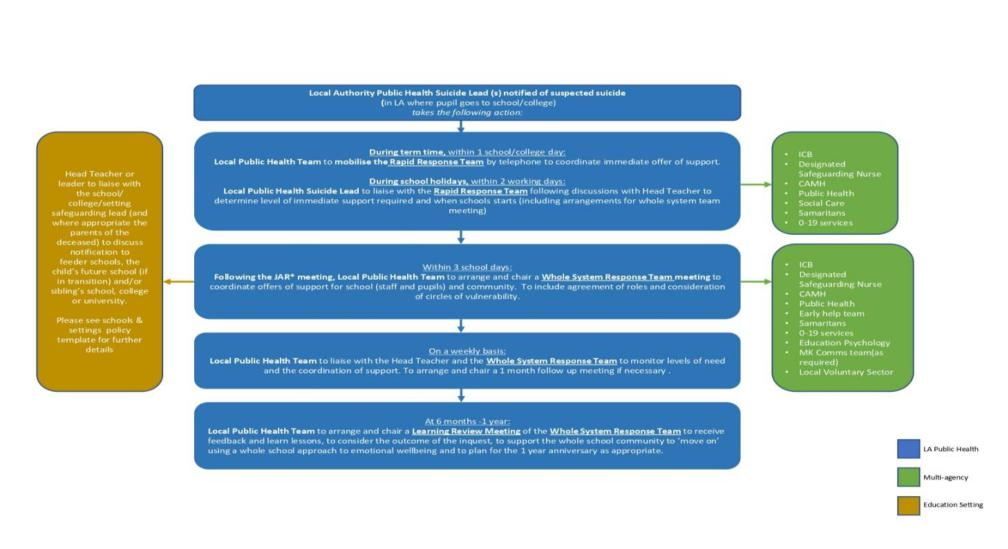 Local Authority Public Health Suicide Lead (s) notified of suspected suicide
(in LA where pupil goes to school/college)
takes the following action:
During term time, within 1 school/college day:
Local Public Health Team to mobilise the Rapid Response Team by telephone to coordinate immediate offer of support.
During school holidays, within 2 working days:
Local Public Health Suicide Lead to liaise with the Rapid Response Team following discussions with Head Teacher to
determine level of immediate support required and when schools starts (including arrangements for whole system team
meeting)
• ICB
• Designated
Safeguarding Nurse
• CAMH
• Public Health
• Social Care
• Samaritans
• 0-19 services
Head Teacher or
leader to liaise with
the school/
college/setting
safeguarding lead (and
where appropriate the
parents of the
deceased) to discuss
notification to
feeder schools, the
child's future school (if
in transition) and/or
sibling's school, college
or university.
Please see schools &
settings policy
template for further
details
Within 3 school days:
Following the JAR* meeting, Local Public Health Team to arrange and chair a Whole System Response Team meeting to
coordinate offers of support for school (staff and pupils) and community. To include agreement of roles and consideration
of circles of vulnerability.
• ICB
• Designated
Safeguarding Nurse
• CAMH
• Public Health
• Early help team
• Samaritans
• 0-19 services
• Education Psychology
• MK Comms team(as
required)
• Local Voluntary Sector
On a weekly basis:
Local Public Health Team to liaise with the Head Teacher and the Whole System Response Team to monitor levels of need
and the coordination of support. To arrange and chair a 1 month follow up meeting if necessary .
At 6 months -1 year:
Local Public Health Team to arrange and chair a Learning Review Meeting of the Whole System Response Team to receive
feedback and learn lessons, to consider the outcome of the inquest, to support the whole school community to 'move on'
using a whole school approach to emotional wellbeing and to plan for the 1 year anniversary as appropriate.
LA Public Health
Multi-agency
Education Setting